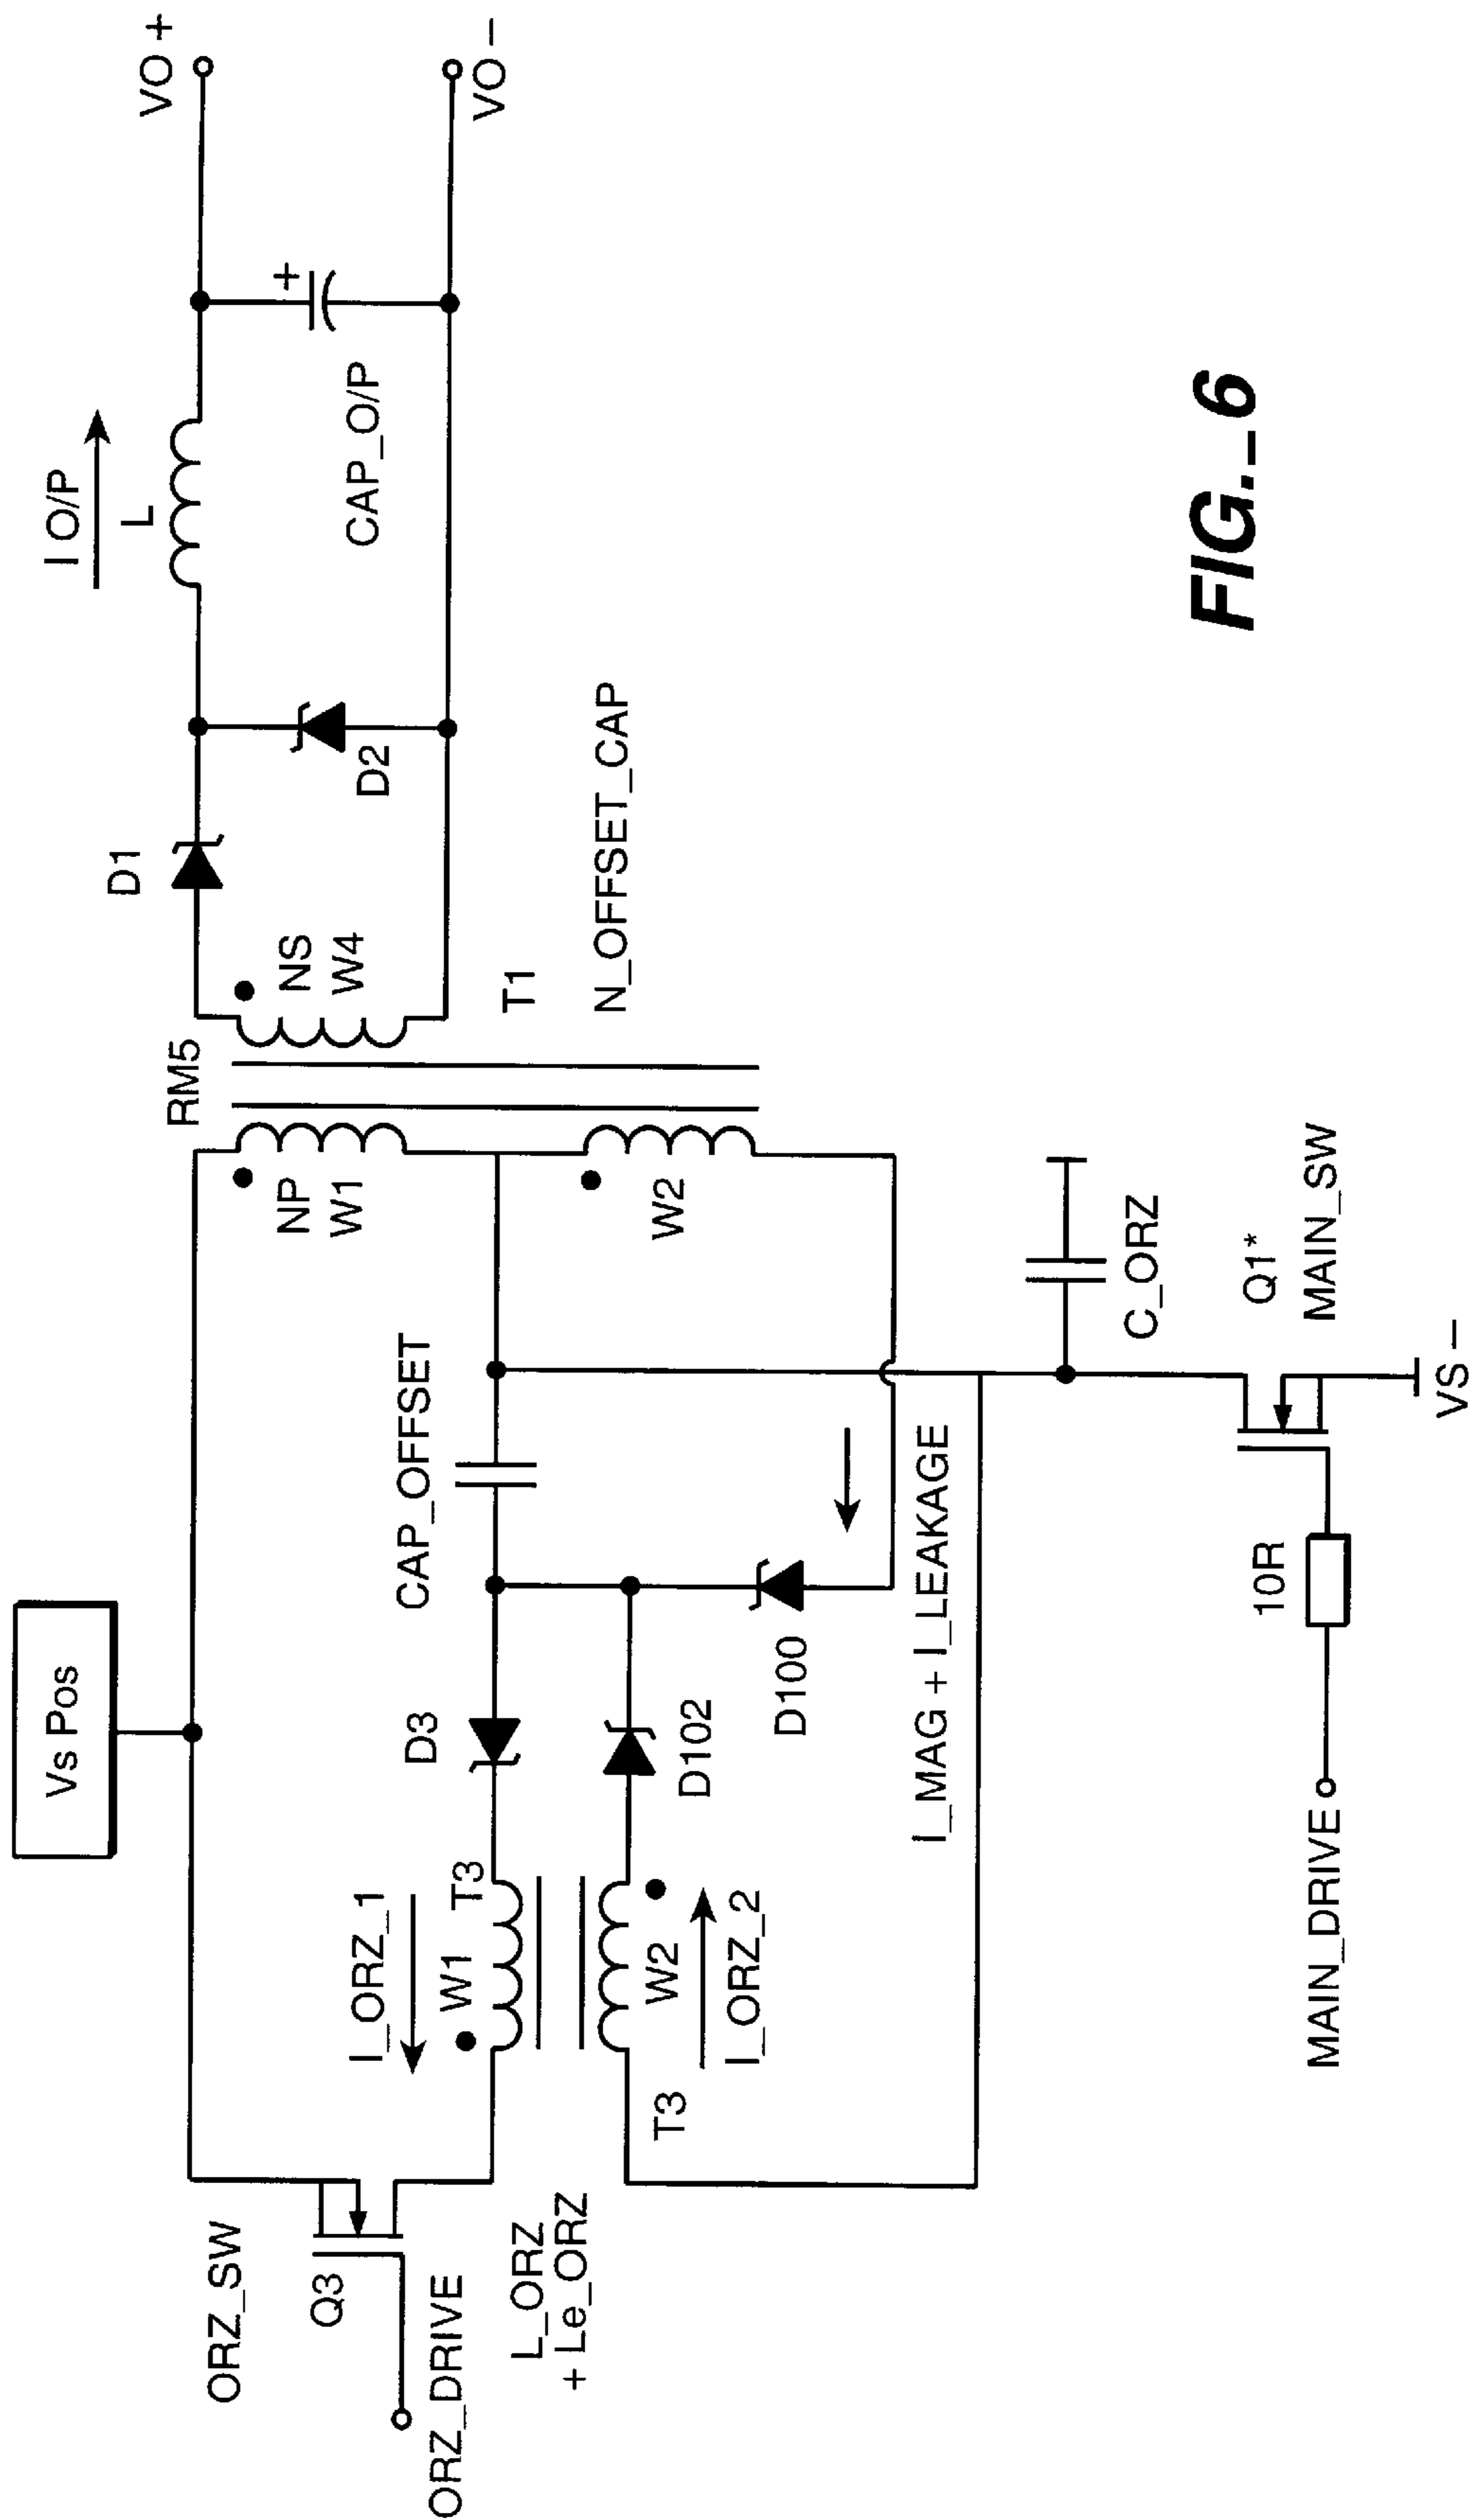 Vs Pos
ORZ_SW
Q3
ORZ_DRIVE
L_ORZ
+ Le_ORZ
I_ORZ_1
W1
T3
D3
CAP_OFFSET
T3
W2
I_ORZ_2
D102
D100
I_MAG + I_LEAKAGE
RM5
NP
W1
W2
NS
W4
T1
N_OFFSET_CAP
D1
D2
I O/P
L
+
CAP_O/P
VO +
VO -
C_ORZ
Q1*
MAIN_SW
10R
MAIN_DRIVE
VS -
FIG._6